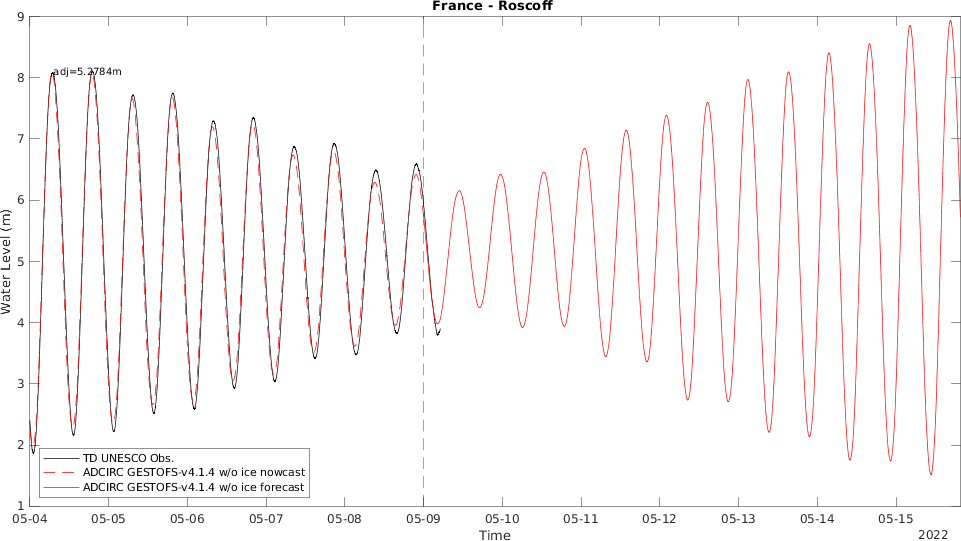 France - Roscoff
9
8
7
6
5
4
3
2
1
Water Level (m)
adj=5.2784m
TD UNESCO Obs.
ADCIRC GESTOFS-v4.1.4 w/o ice nowcast
ADCIRC GESTOFS-v4.1.4 w/o ice forecast
05-04 05-05 05-06 05-07 05-08 05-09 05-10 05-11 05-12 05-13 05-14 05-15
Time
2022